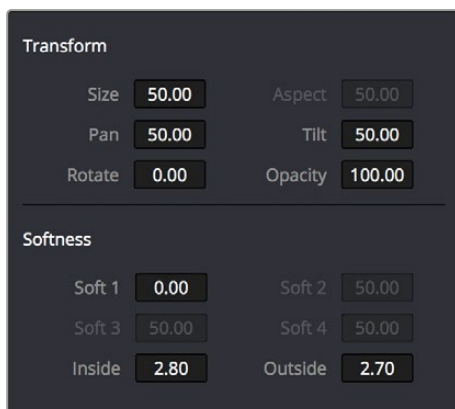 Transform
Size 50.00 Aspect 50.00
Pan 50.00 Tilt 50.00
Rotate 0.00 Opacity 100.00
Softness
Soft 1 0.00 Soft 2 50.00
Soft 3 50.00 Soft 4 50.00
Inside 2.80 Outside 2.70